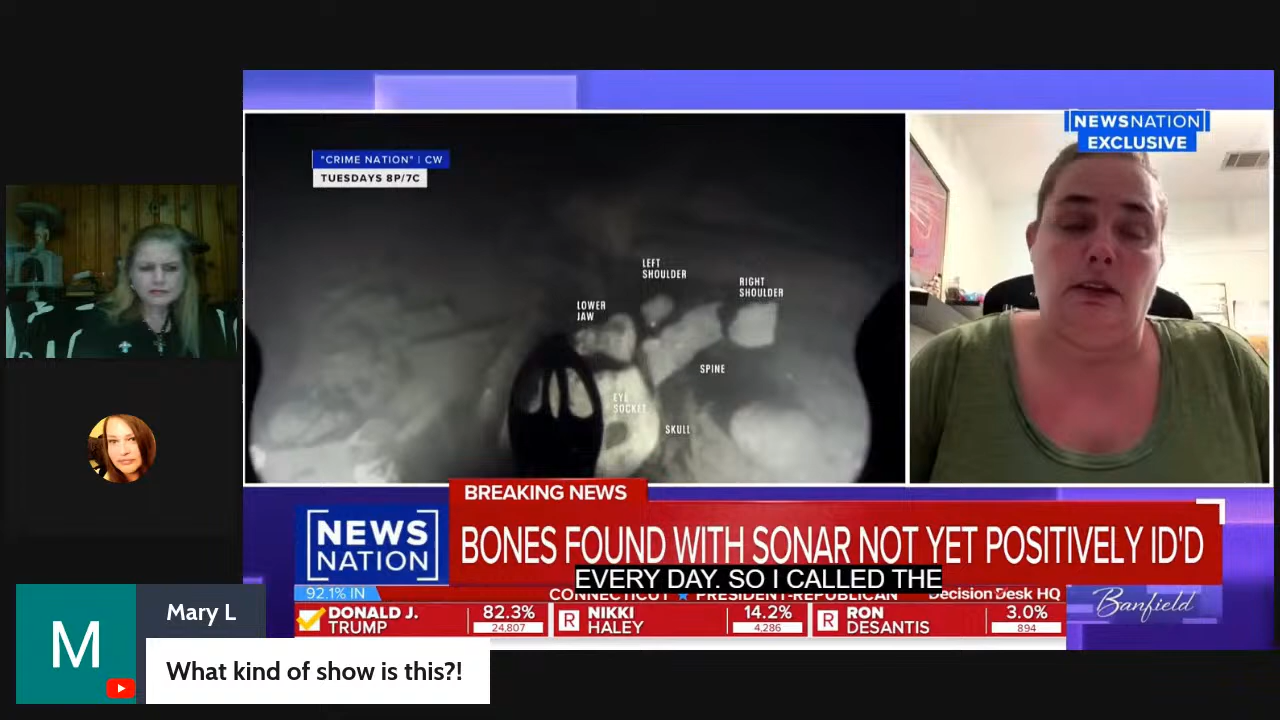 NEWSNATION
EXCLUSIVE
"CRIME NATION" | CW
TUESDAYS 8P/7C
LEFT
SHOULDER
RIGHT
SHOULDER
LOWER
JAW
SPINE
EYE
SOCKET
SKULL
BREAKING NEWS
NEWS
NATION
BONES FOUND WITH SONAR NOT YET POSITIVELY ID'D
EVERY DAY. SO I CALLED THE
92.1% IN
CONNECTICUT ★ PRESIDENT-REPUBLICAN
Decision Desk HQ
DONALD J.
TRUMP
82.3%
24,807
R
NIKKI
HALEY
14.2%
4,286
R
RON
DESANTIS
3.0%
894
Banfield
M
Mary L
What kind of show is this?!